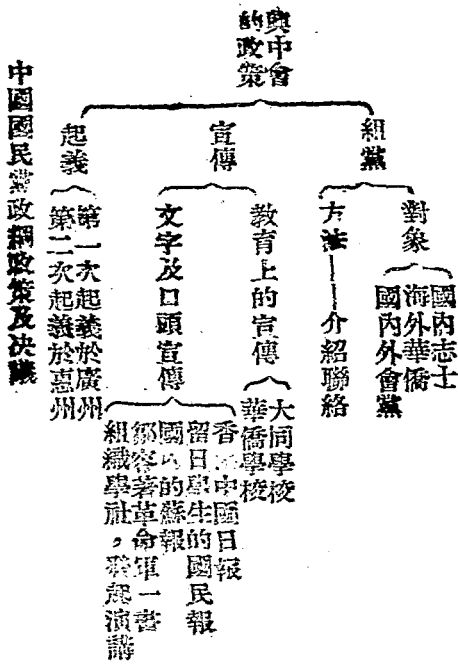 興中會
的政策
組黨
對象
國內志士
海外華僑
國內外會黨
方法——介紹聯絡
宣傳
教育上的宣傳
大同學校
華僑學校
文字及口頭宣傳
香 中國日報
留日學生的國民報
國 的蘇報
鄒容著革命軍一書
組織學社，發起演講
起義
第一次起義於廣州
第二次起義於惠州
中國國民黨政綱政策及決議